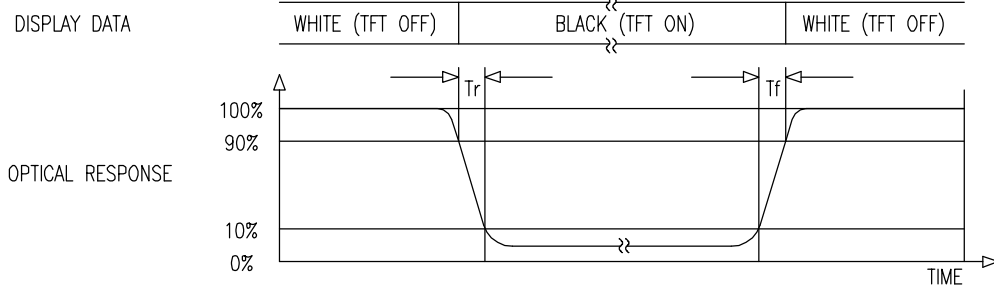 DISPLAY DATA
WHITE (TFT OFF)
BLACK (TFT ON)
WHITE (TFT OFF)
Tr
Tf
100%
90%
OPTICAL RESPONSE
10%
0%
TIME